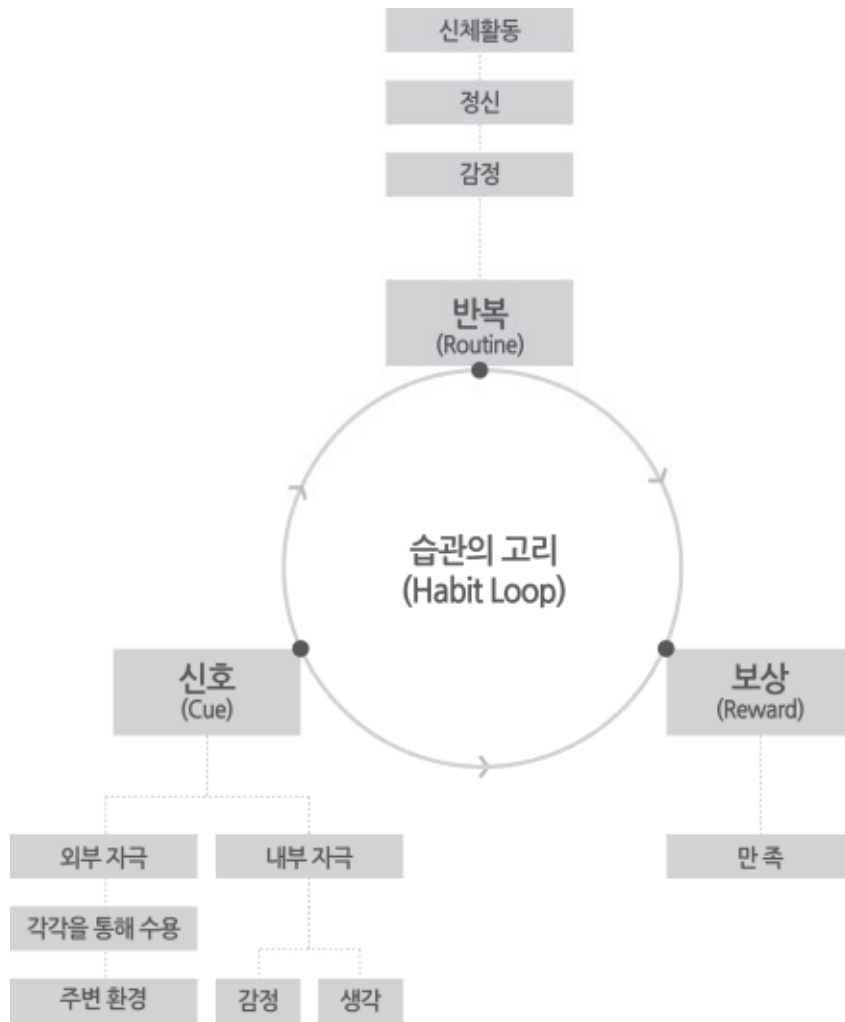 신체활동
정신
감정
반복
(Routine)
습관의 고리
(Habit Loop)
신호
(Cue)
보상
(Reward)
외부 자극
내부 자극
만 족
각각을 통해 수용
주변 환경
감정
생각